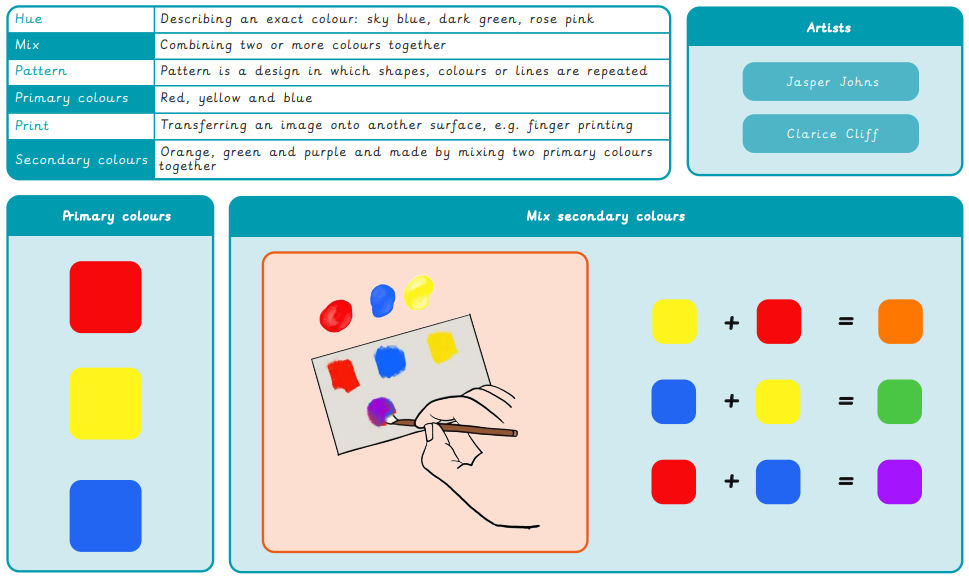 Hue Describing an exact colour: sky blue, dark green, rose pink
Mix Combining two or more colours together
Pattern Pattern is a design in which shapes, colours or lines are repeated
Primary colours Red, yellow and blue
Print Transferring an image onto another surface, e.g. finger printing
Secondary colours Orange, green and purple and made by mixing two primary colours
together
Artists
Jasper Johns
Clarice Cliff
Primary colours
Mix secondary colours
+ =
+ =
+ =